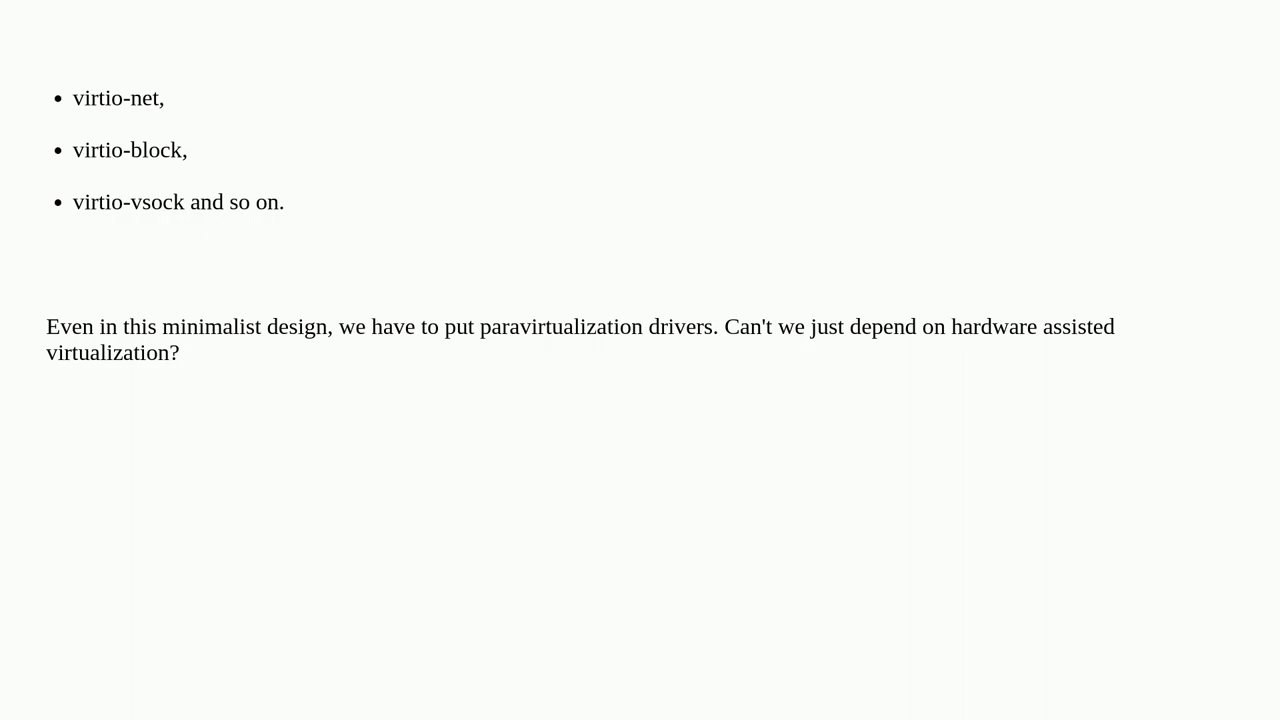 • virtio-net,
• virtio-block,
• virtio-vsock and so on.
Even in this minimalist design, we have to put paravirtualization drivers. Can't we just depend on hardware assisted
virtualization?